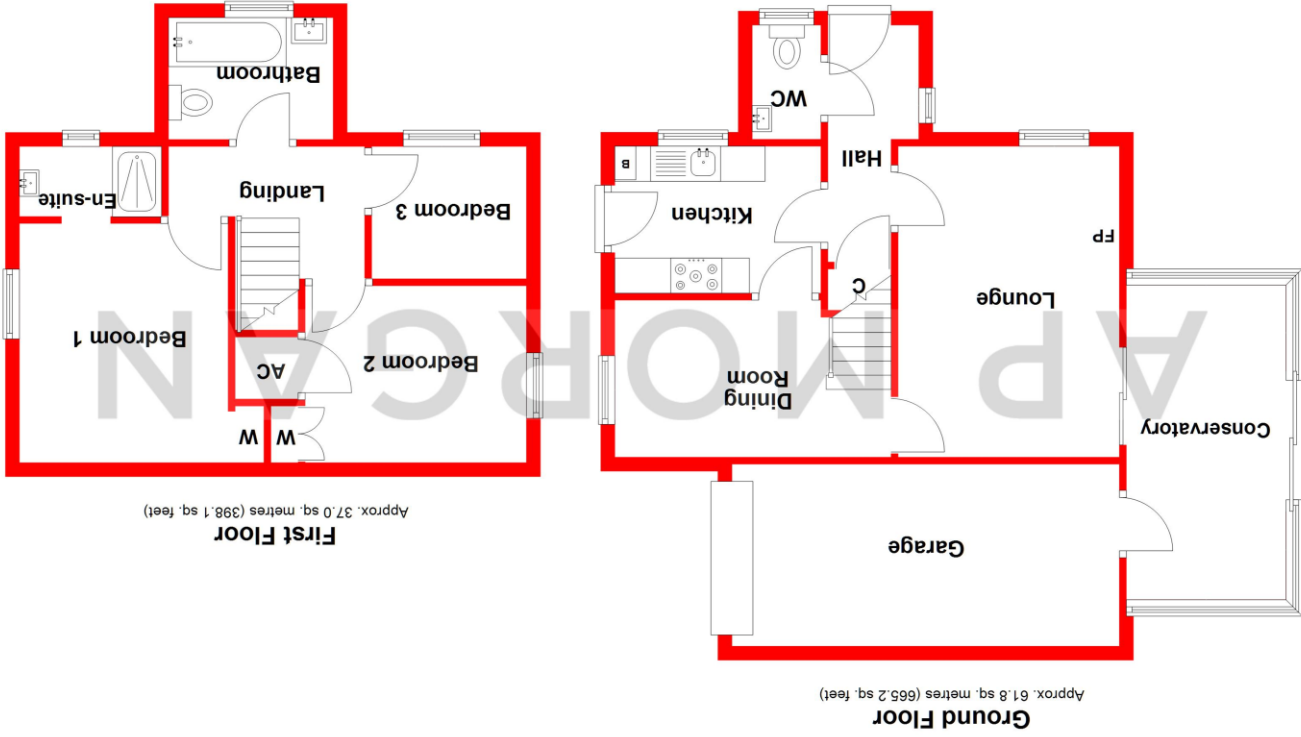 Ground Floor
Approx. 61.8 sq. metres (665.2 sq. feet)
Garage
Conservatory
Dining
Room
Lounge
C
FP
Kitchen
Hall
B
WC
First Floor
Approx. 37.0 sq. metres (398.1 sq. feet)
W
W
AC
Bedroom 2
Bedroom 1
Bedroom 3
Landing
En-suite
Bathroom
AP MORGAN